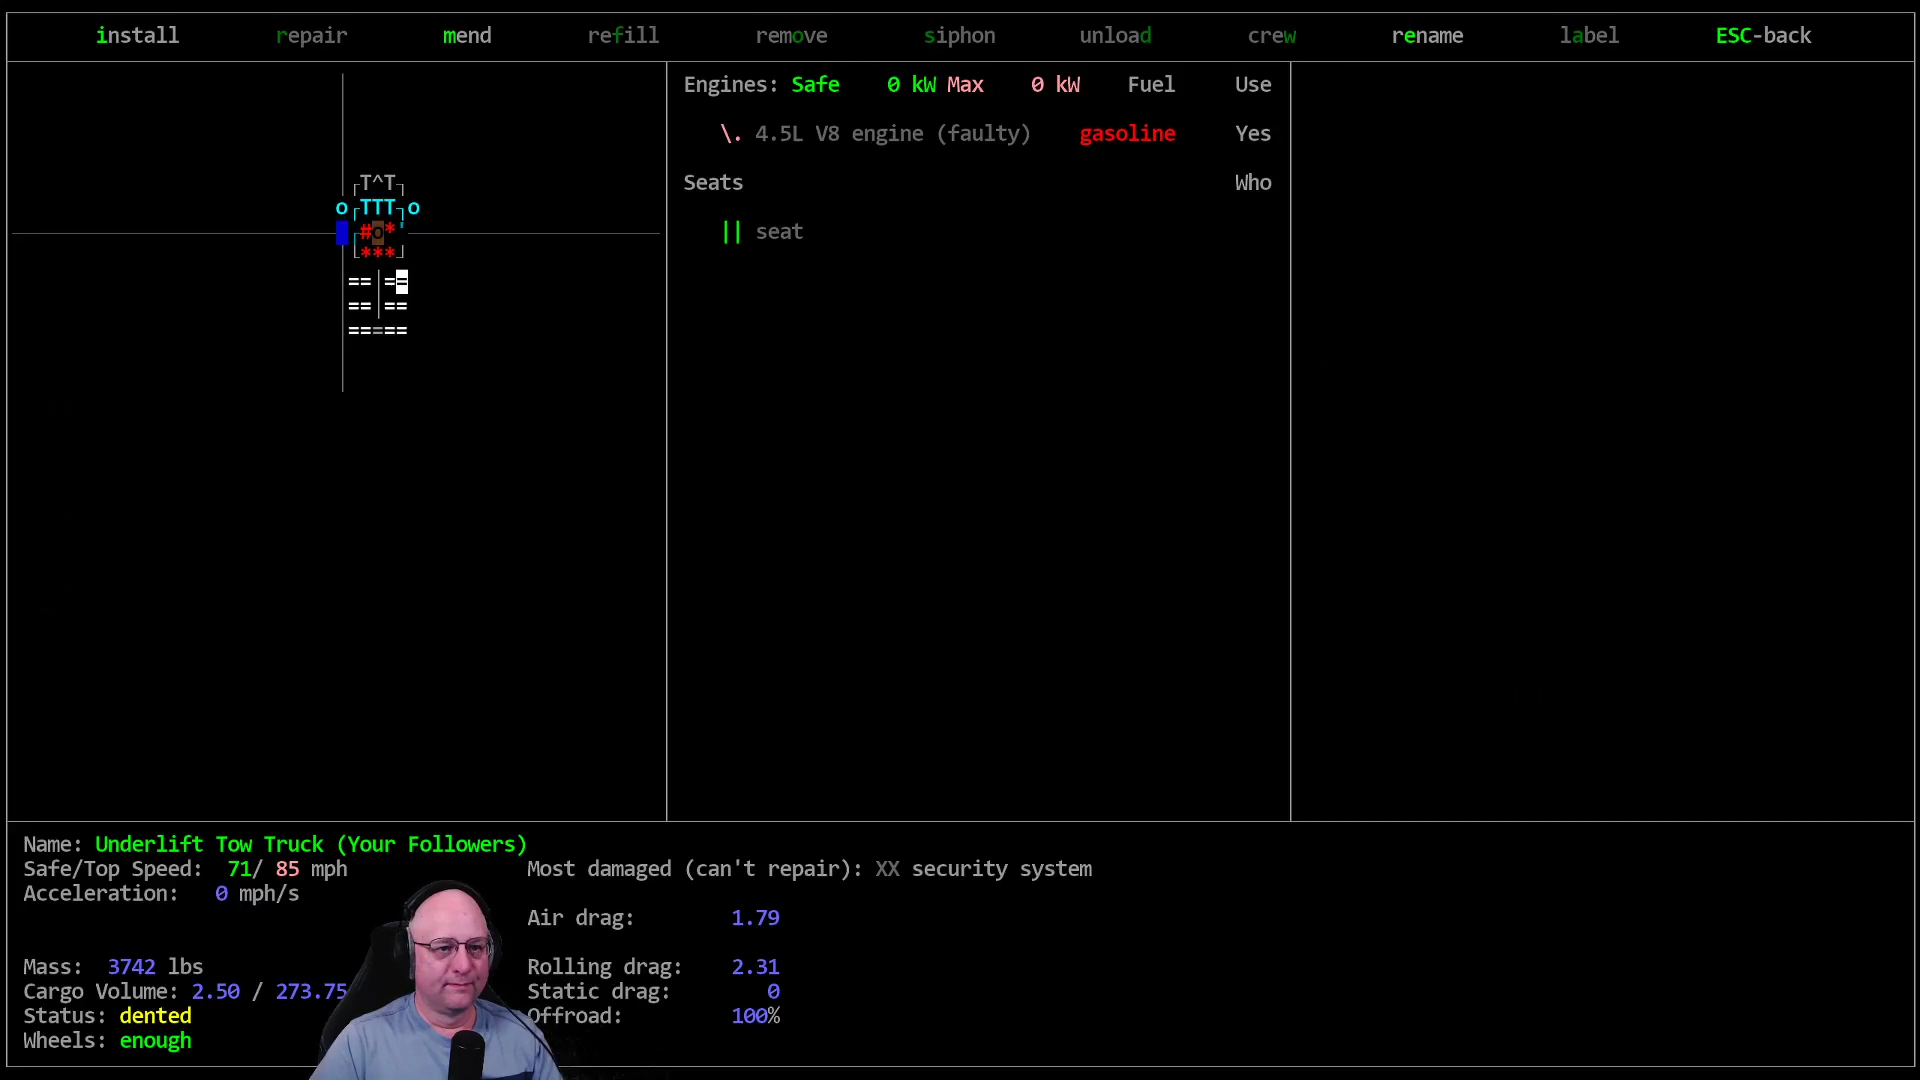 install repair mend refill remove siphon unload crew rename label ESC-back
Engines: Safe 0 kW Max 0 kW Fuel Use
\. 4.5L V8 engine (faulty) gasoline Yes
Seats Who
|| seat
┌T^T┐
o┌TTT┐o
┌#o*'
└***┘
==│==
==│==
=====
Name: Underlift Tow Truck (Your Followers)
Safe/Top Speed: 71/ 85 mph
Most damaged (can't repair): XX security system
Acceleration: 0 mph/s
Air drag: 1.79
Mass: 3742 lbs
Rolling drag: 2.31
Cargo Volume: 2.50 / 273.75
Static drag: 0
Status: dented
Offroad: 100%
Wheels: enough